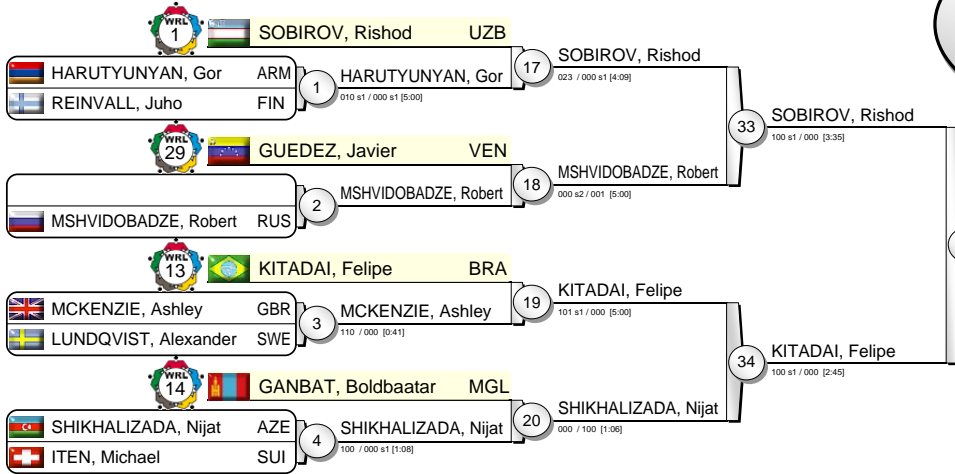 WRL
1
SOBIROV, Rishod UZB
HARUTYUNYAN, Gor ARM
REINVALL, Juho FIN
1
HARUTYUNYAN, Gor
010 s1 / 000 s1 [5:00]
17
SOBIROV, Rishod
023 / 000 s1 [4:09]
WRL
29
GUEDEZ, Javier VEN
MSHVIDOBADZE, Robert RUS
2
MSHVIDOBADZE, Robert
18
MSHVIDOBADZE, Robert
000 s2 / 001 [5:00]
33
SOBIROV, Rishod
100 s1 / 000 [3:35]
WRL
13
KITADAI, Felipe BRA
MCKENZIE, Ashley GBR
LUNDQVIST, Alexander SWE
3
MCKENZIE, Ashley
110 / 000 [0:41]
19
KITADAI, Felipe
101 s1 / 000 [5:00]
WRL
14
GANBAT, Boldbaatar MGL
SHIKHALIZADA, Nijat AZE
ITEN, Michael SUI
4
SHIKHALIZADA, Nijat
100 / 000 s1 [1:08]
20
SHIKHALIZADA, Nijat
000 / 100 [1:06]
34
KITADAI, Felipe
100 s1 / 000 [2:45]